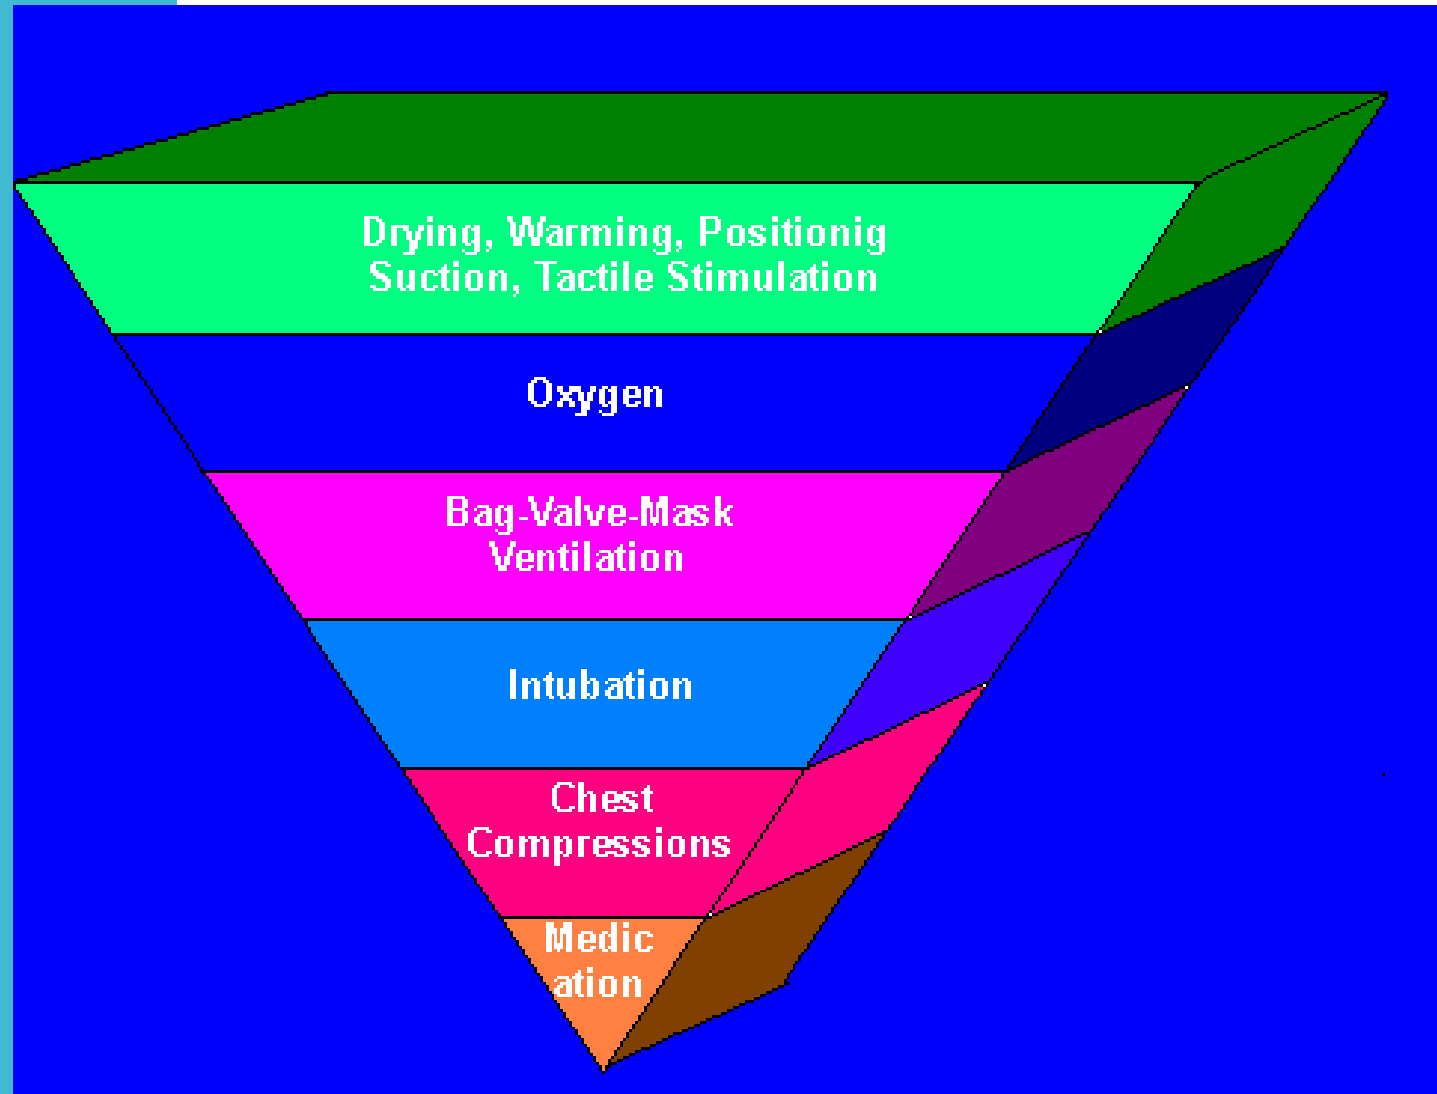 Drying, Warming, Positionig
Suction, Tactile Stimulation
Oxygen
Bag-Valve-Mask
Ventilation
Intubation
Chest
Compressions
Medic
ation